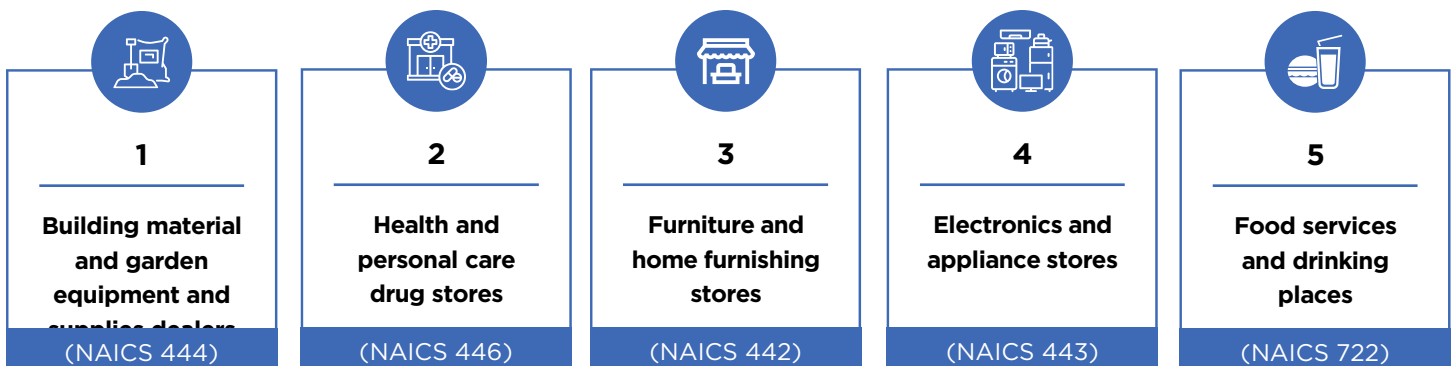 1
Building material
and garden
equipment and
supplies dealers
(NAICS 444)
2
Health and
personal care
drug stores
(NAICS 446)
3
Furniture and
home furnishing
stores
(NAICS 442)
4
Electronics and
appliance stores
(NAICS 443)
5
Food services
and drinking
places
(NAICS 722)